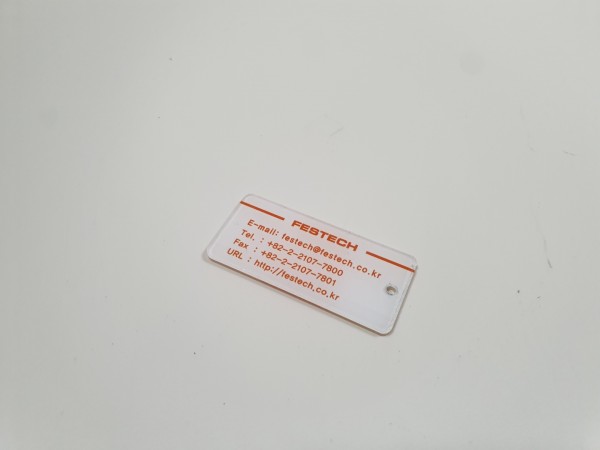 FESTECH
E-mail: festech@festech.co.kr
Tel. : +82-2-2107-7800
Fax : +82-2-2107-7801
URL : http://festech.co.kr